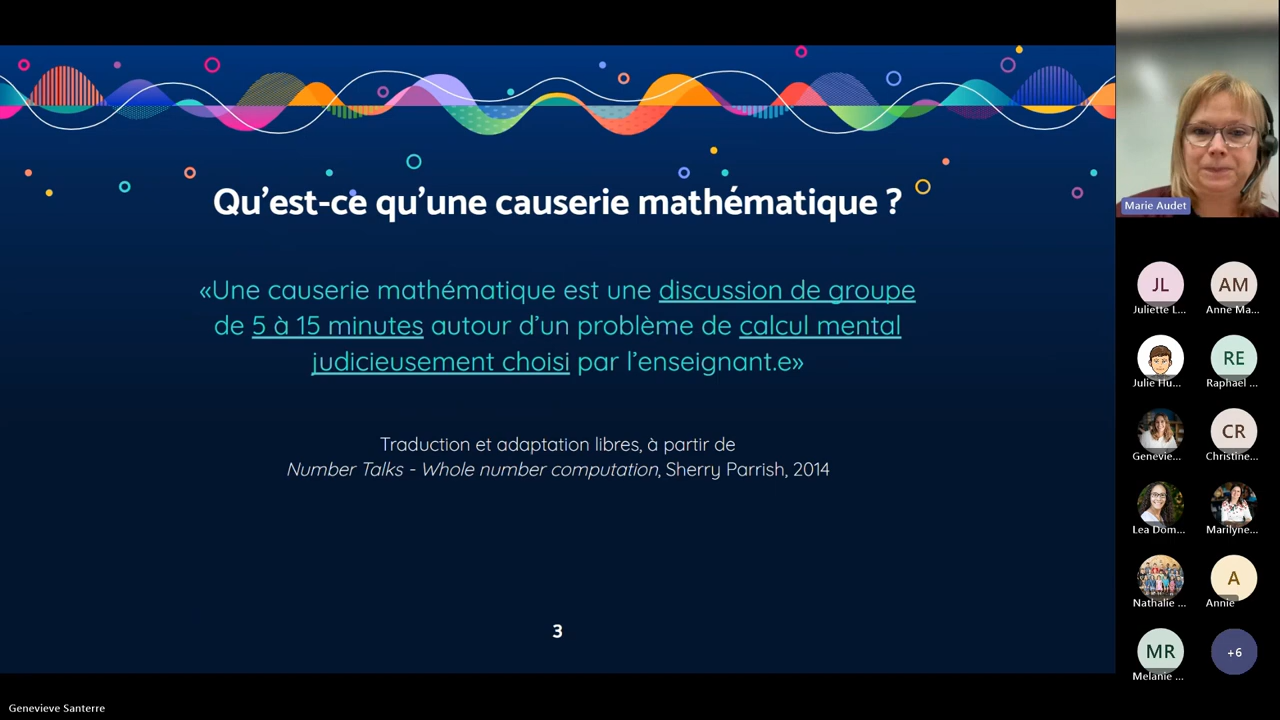 Qu'est-ce qu'une causerie mathématique ?
«Une causerie mathématique est une discussion de groupe
de 5 à 15 minutes autour d'un problème de calcul mental
judicieusement choisi par l'enseignant.e»
Traduction et adaptation libres, à partir de
Number Talks - Whole number computation, Sherry Parrish, 2014
3
Marie Audet
JL
AM
Juliette L...
Anne Ma...
RE
Julie Hu...
Raphael ...
CR
Genevie...
Christine...
Lea Dom...
Marilyne...
A
Nathalie ...
Annie
MR
+6
Melanie ...
Genevieve Santerre